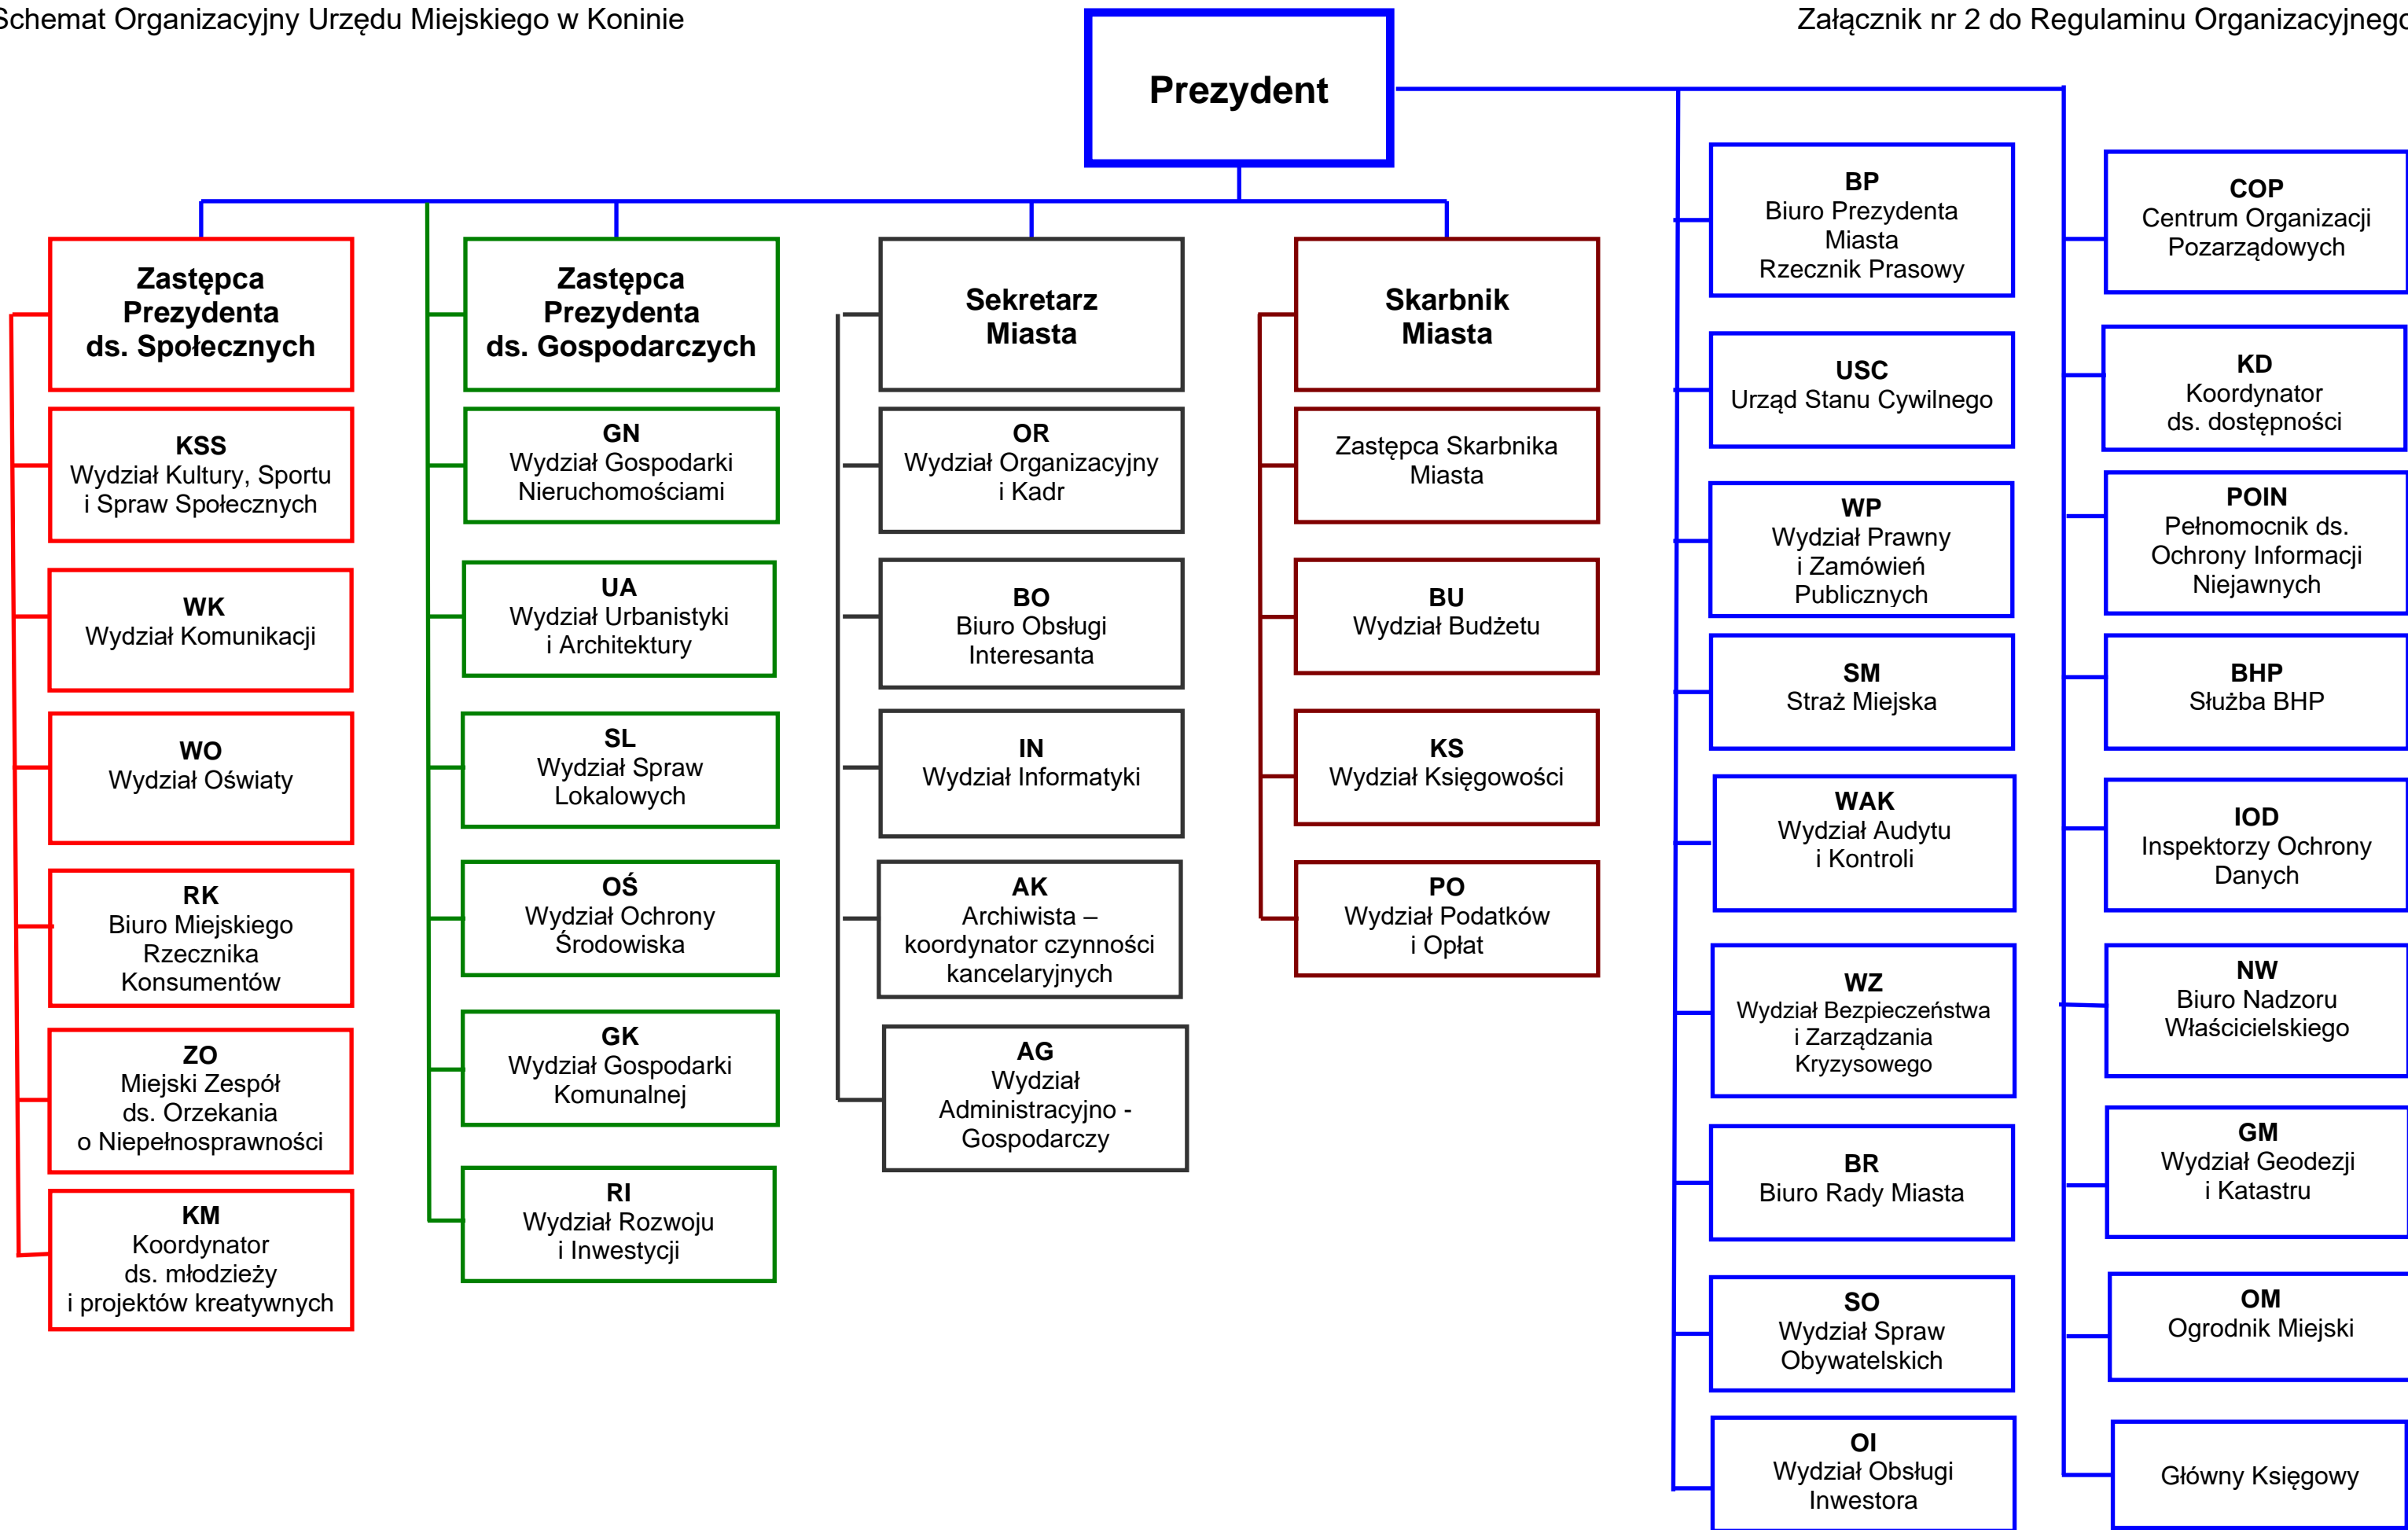 Schemat Organizacyjny Urzędu Miejskiego w Koninie
Załącznik nr 2 do Regulaminu Organizacyjnego
Prezydent
Zastępca
Prezydenta
ds. Społecznych
KSS
Wydział Kultury, Sportu
i Spraw Społecznych
WK
Wydział Komunikacji
WO
Wydział Oświaty
RK
Biuro Miejskiego
Rzecznika
Konsumentów
ZO
Miejski Zespół
ds. Orzekania
o Niepełnosprawności
KM
Koordynator
ds. młodzieży
i projektów kreatywnych
Zastępca
Prezydenta
ds. Gospodarczych
GN
Wydział Gospodarki
Nieruchomościami
UA
Wydział Urbanistyki
i Architektury
SL
Wydział Spraw
Lokalowych
OŚ
Wydział Ochrony
Środowiska
GK
Wydział Gospodarki
Komunalnej
RI
Wydział Rozwoju
i Inwestycji
Sekretarz
Miasta
OR
Wydział Organizacyjny
i Kadr
BO
Biuro Obsługi
Interesanta
IN
Wydział Informatyki
AK
Archiwista –
koordynator czynności
kancelaryjnych
AG
Wydział
Administracyjno -
Gospodarczy
Skarbnik
Miasta
Zastępca Skarbnika
Miasta
BU
Wydział Budżetu
KS
Wydział Księgowości
PO
Wydział Podatków
i Opłat
BP
Biuro Prezydenta
Miasta
Rzecznik Prasowy
USC
Urząd Stanu Cywilnego
WP
Wydział Prawny
i Zamówień
Publicznych
SM
Straż Miejska
WAK
Wydział Audytu
i Kontroli
WZ
Wydział Bezpieczeństwa
i Zarządzania
Kryzysowego
BR
Biuro Rady Miasta
SO
Wydział Spraw
Obywatelskich
OI
Wydział Obsługi
Inwestora
COP
Centrum Organizacji
Pozarządowych
KD
Koordynator
ds. dostępności
POIN
Pełnomocnik ds.
Ochrony Informacji
Niejawnych
BHP
Służba BHP
IOD
Inspektorzy Ochrony
Danych
NW
Biuro Nadzoru
Właścicielskiego
GM
Wydział Geodezji
i Katastru
OM
Ogrodnik Miejski
Główny Księgowy